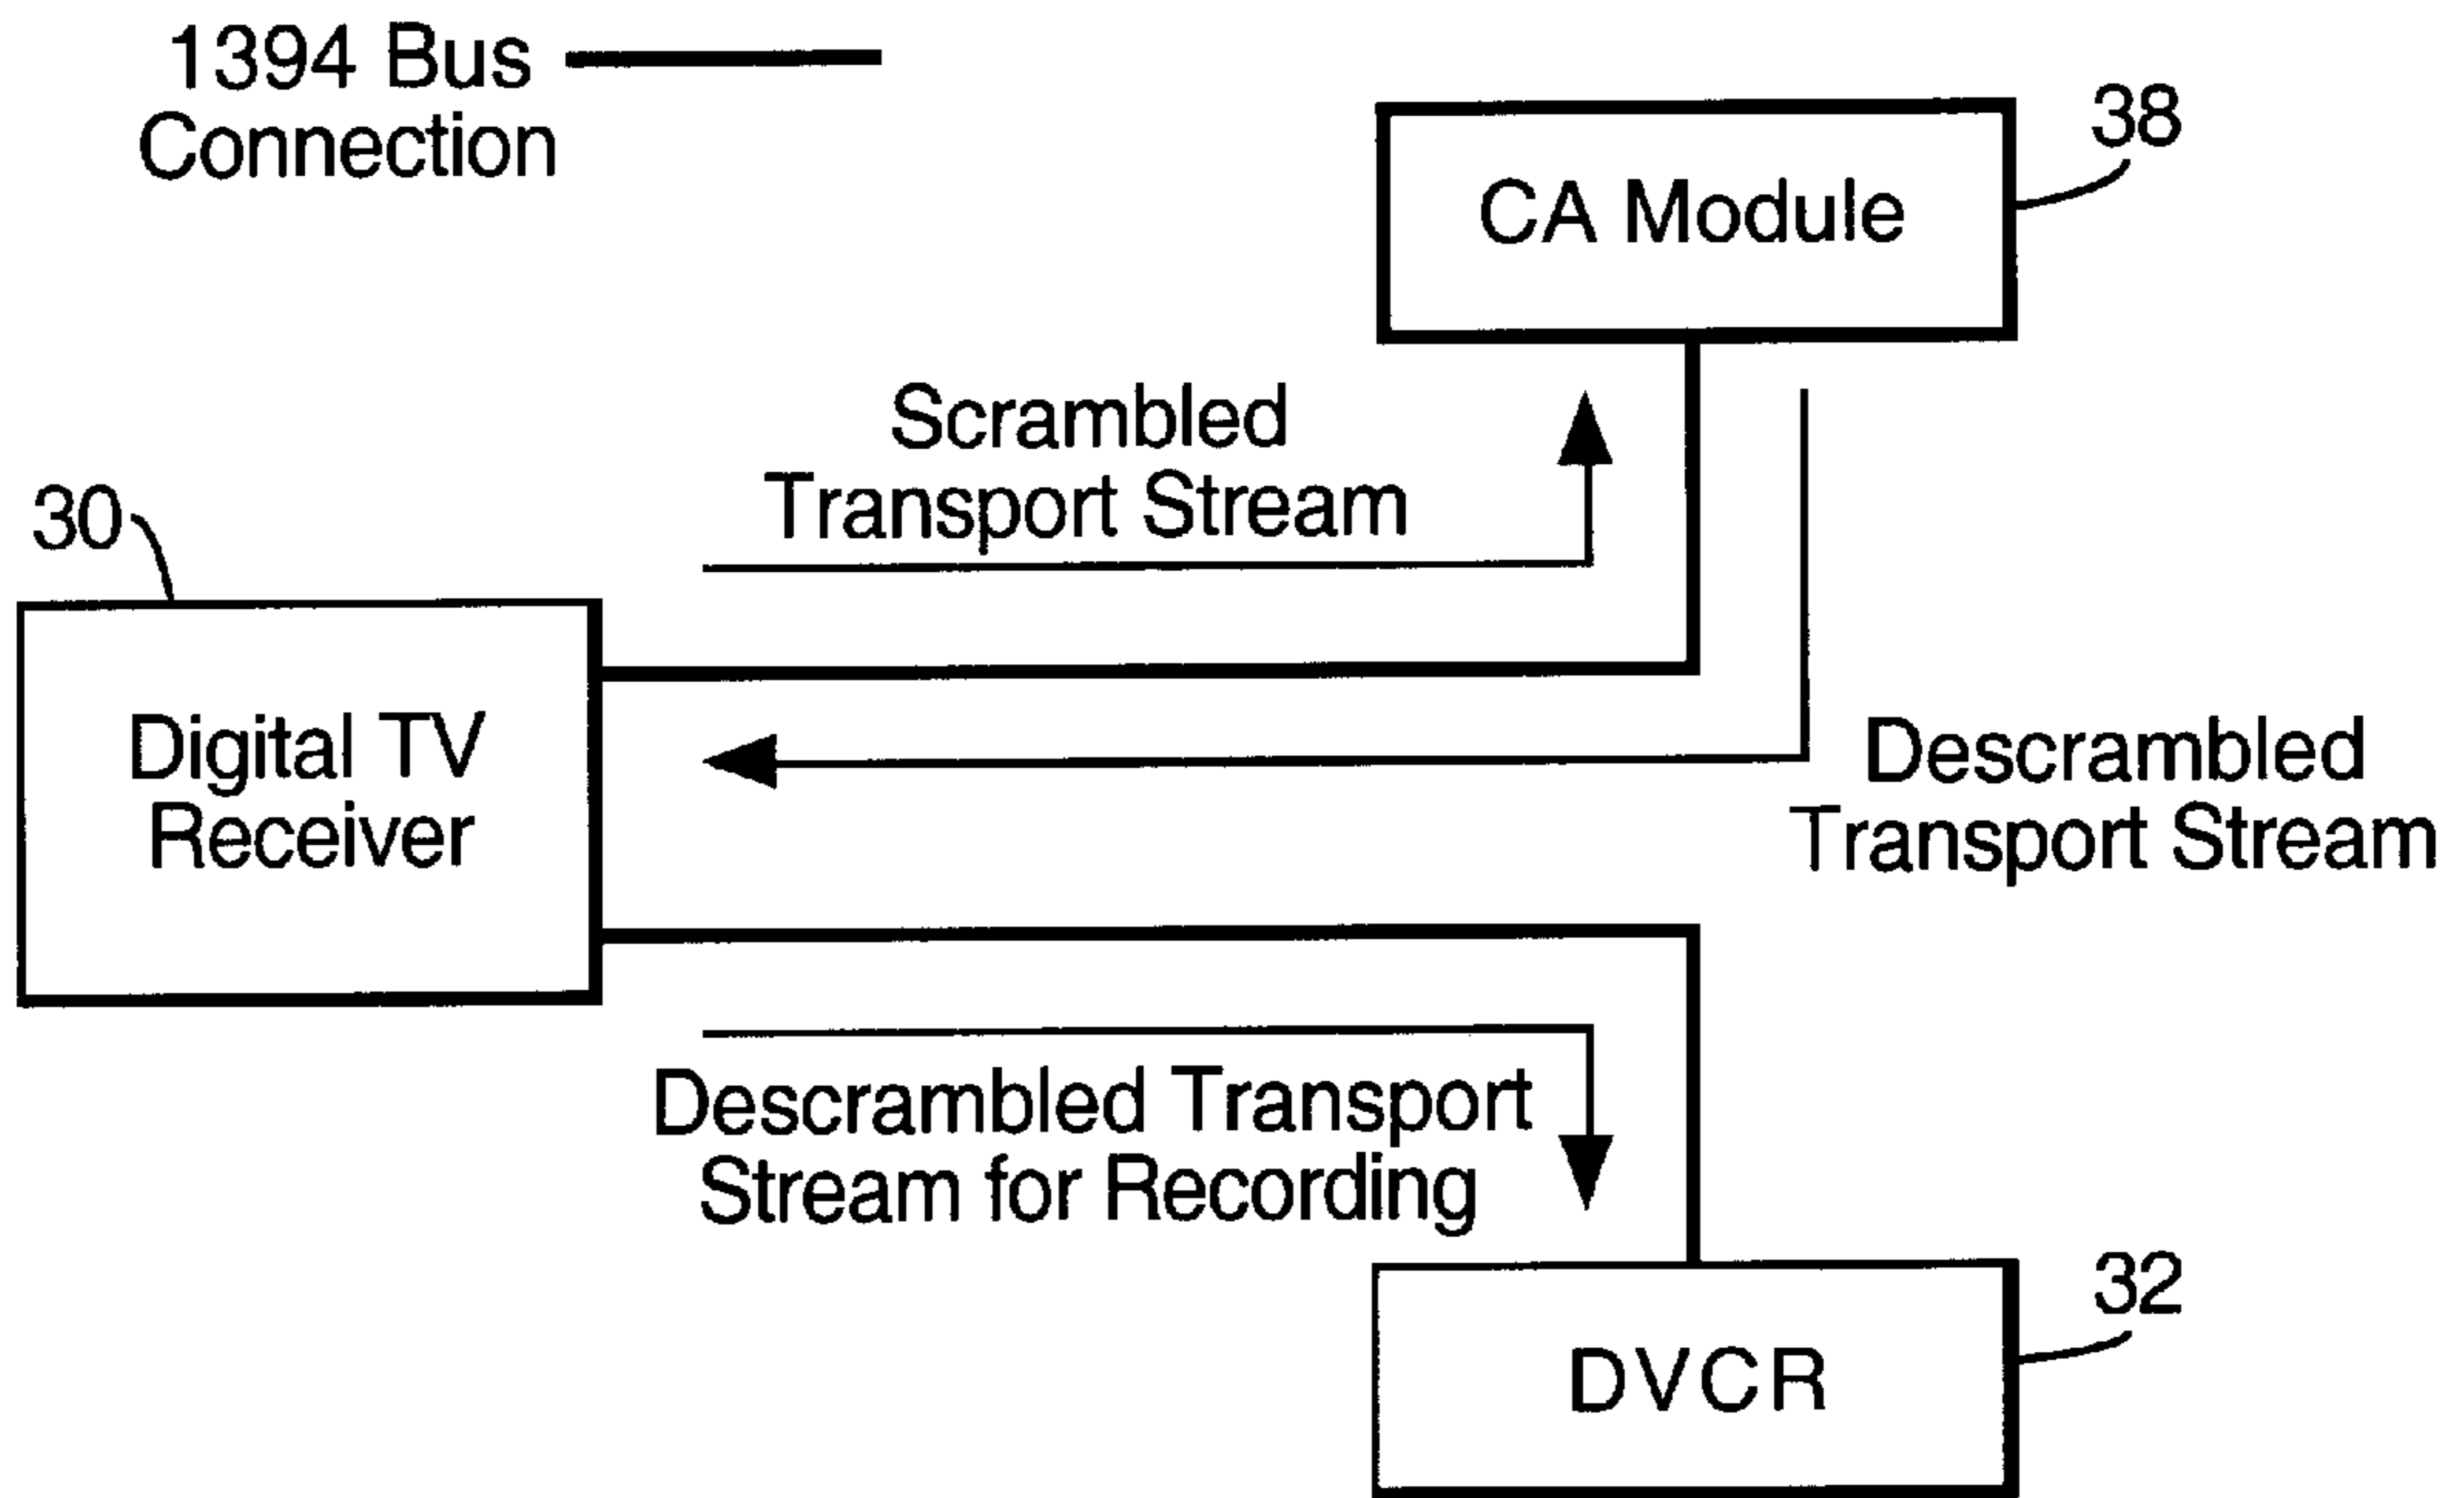 1394 Bus
Connection
38
CA Module
Scrambled
Transport Stream
30
Digital TV
Receiver
Descrambled
Transport Stream
Descrambled Transport
Stream for Recording
32
DVCR